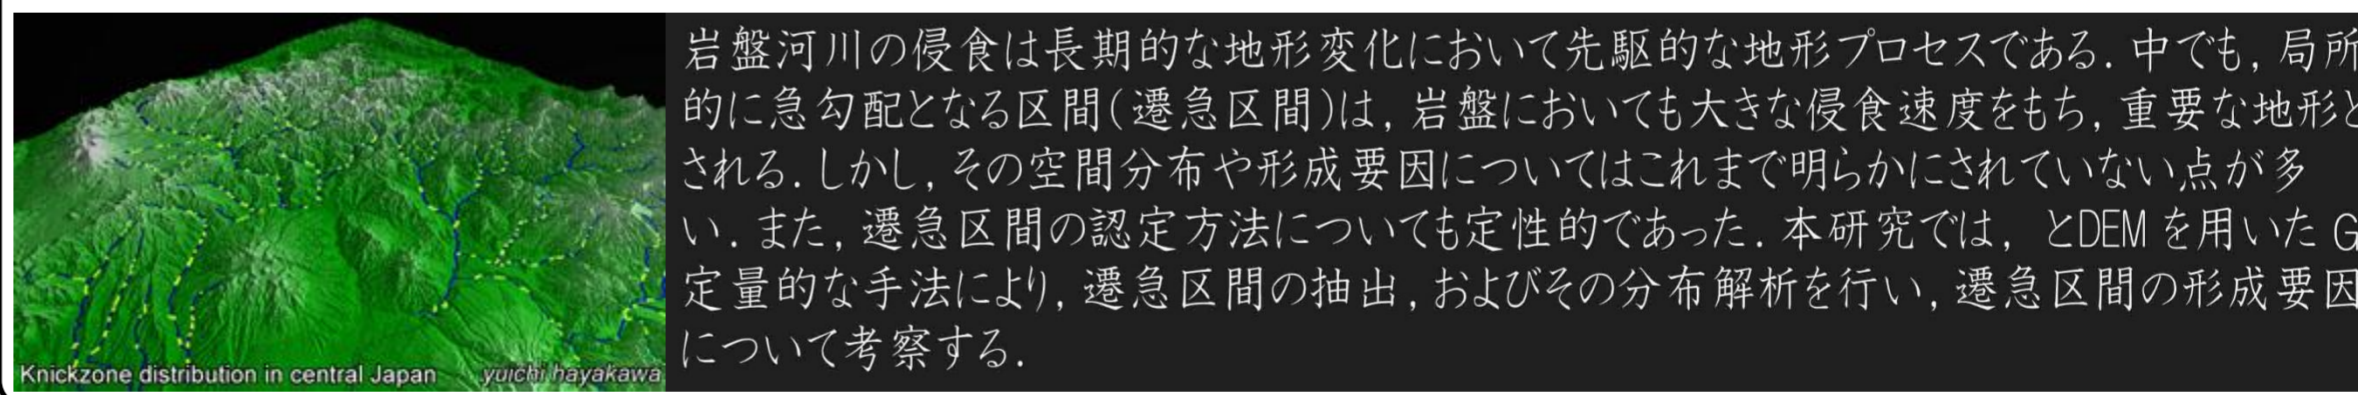 Knickzone distribution in central Japan
yuichi hayakawa
岩盤河川の侵食は長期的な地形変化において先駆的な地形プロセスである. 中でも, 局所
的に急勾配となる区間(遷急区間)は, 岩盤においても大きな侵食速度をもち, 重要な地形と
される. しかし, その空間分布や形成要因についてはこれまで明らかにされていない点が多
い. また, 遷急区間の認定方法についても定性的であった. 本研究では, とDEM を用いた G
定量的な手法により, 遷急区間の抽出, およびその分布解析を行い, 遷急区間の形成要因
について考察する.